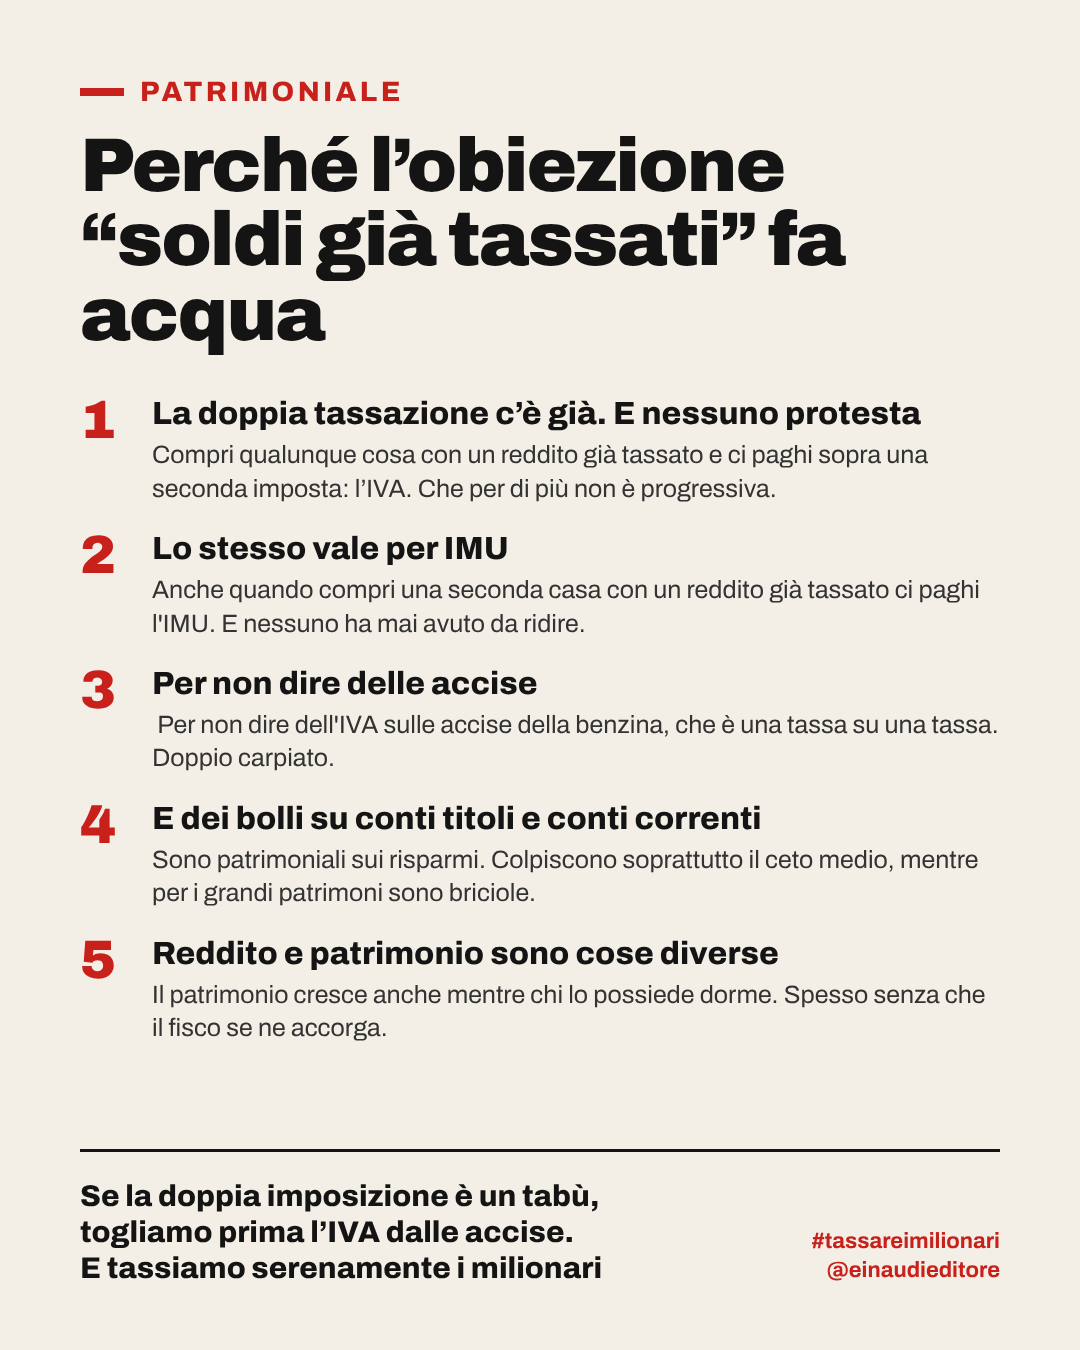 PATRIMONIALE
Perché l’obiezione
“soldi già tassati” fa
acqua
1
La doppia tassazione c’è già. E nessuno protesta
Compri qualunque cosa con un reddito già tassato e ci paghi sopra una
seconda imposta: l’IVA. Che per di più non è progressiva.
2
Lo stesso vale per IMU
Anche quando compri una seconda casa con un reddito già tassato ci paghi
l'IMU. E nessuno ha mai avuto da ridire.
3
Per non dire delle accise
Per non dire dell'IVA sulle accise della benzina, che è una tassa su una tassa.
Doppio carpiato.
4
E dei bolli su conti titoli e conti correnti
Sono patrimoniali sui risparmi. Colpiscono soprattutto il ceto medio, mentre
per i grandi patrimoni sono briciole.
5
Reddito e patrimonio sono cose diverse
Il patrimonio cresce anche mentre chi lo possiede dorme. Spesso senza che
il fisco se ne accorga.
Se la doppia imposizione è un tabù,
togliamo prima l’IVA dalle accise.
E tassiamo serenamente i milionari
#tassareimilionari
@einaudieditore